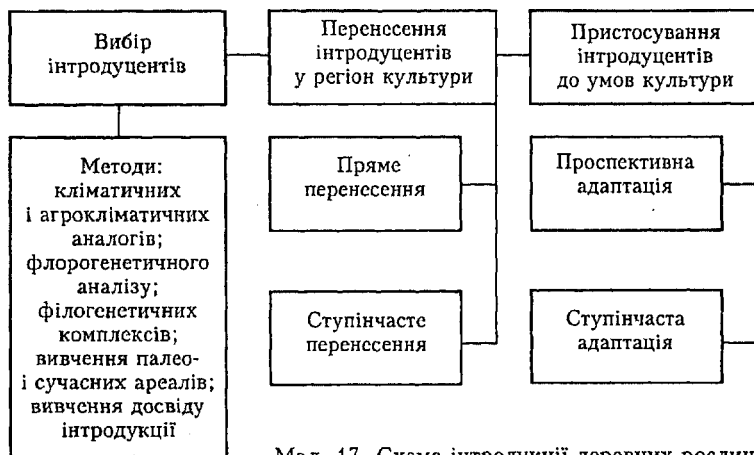 Вибір
інтродуцентів
Перенесення
інтродуцентів
у регіон культури
Пристосування
інтродуцентів
до умов культури
Методи:
кліматичних
і агрокліматичних
аналогів;
флорогенетичного
аналізу;
філогенетичних
комплексів;
вивчення палео-
і сучасних ареалів;
вивчення досвіду
інтродукції
Пряме
перенесення
Проспективна
адаптація
Ступінчасте
перенесення
Ступінчаста
адаптація
Мал. 17. Схема інтродукції деревних рослин